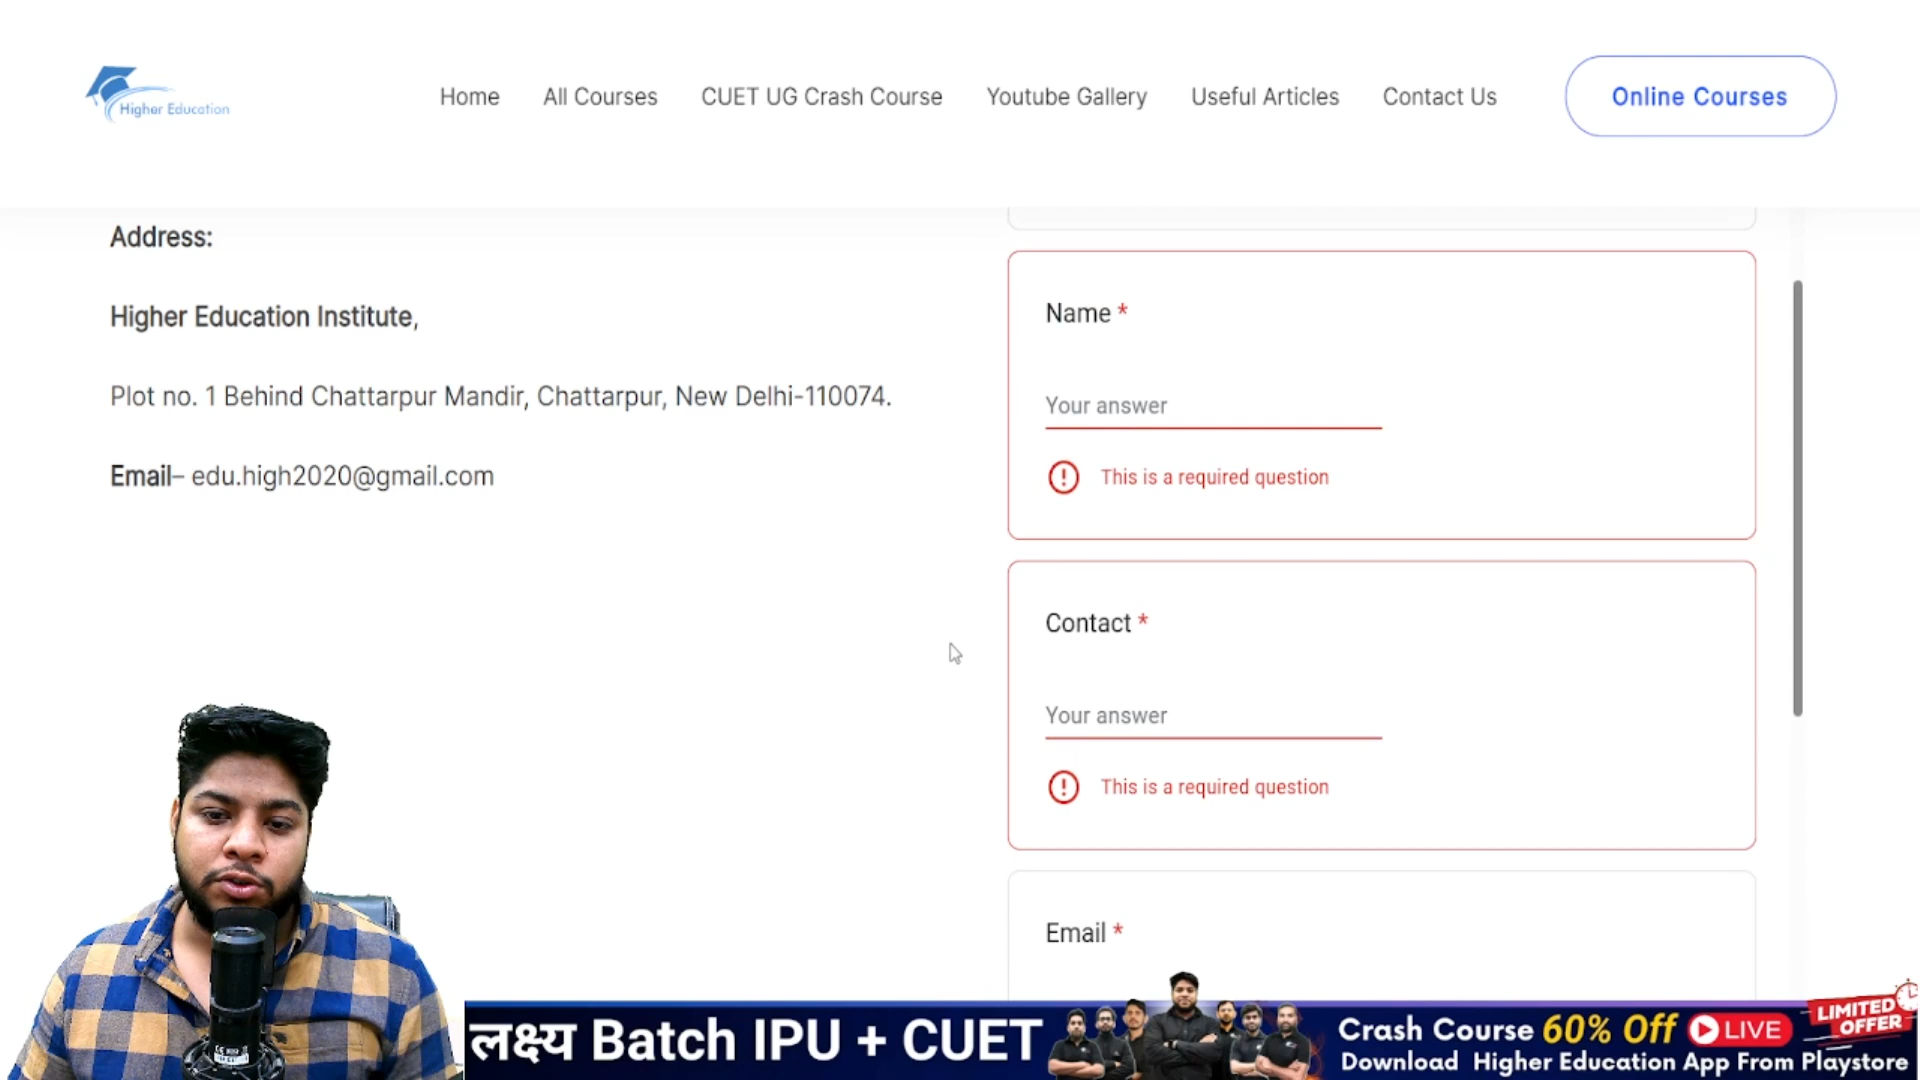 Higher Education
Home
All Courses
CUET UG Crash Course
Youtube Gallery
Useful Articles
Contact Us
Online Courses
Address:
Higher Education Institute,
Plot no. 1 Behind Chattarpur Mandir, Chattarpur, New Delhi-110074.
Email– edu.high2020@gmail.com
Name *
Your answer
This is a required question
Contact *
Your answer
This is a required question
Email *
लक्ष्य Batch IPU + CUET
Crash Course 60% Off LIVE
Download Higher Education App From Playstore
LIMITED
OFFER